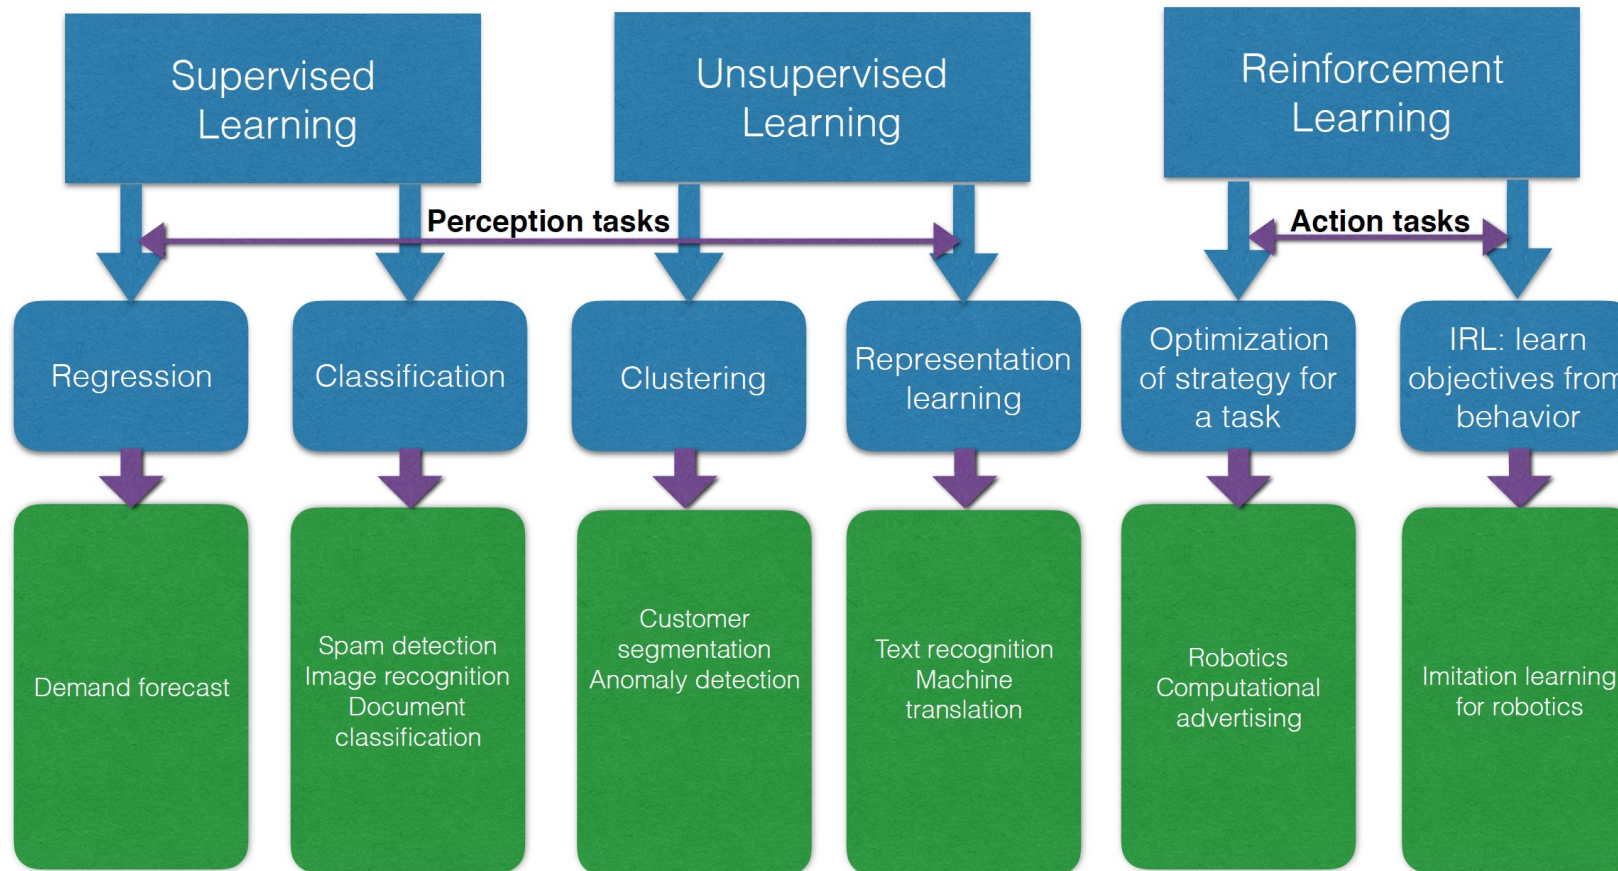 Supervised
Learning
Unsupervised
Learning
Reinforcement
Learning
Perception tasks
Action tasks
Regression
Classification
Clustering
Representation
learning
Optimization
of strategy for
a task
IRL: learn
objectives from
behavior
Demand forecast
Spam detection
Image recognition
Document
classification
Customer
segmentation
Anomaly detection
Text recognition
Machine
translation
Robotics
Computational
advertising
Imitation learning
for robotics